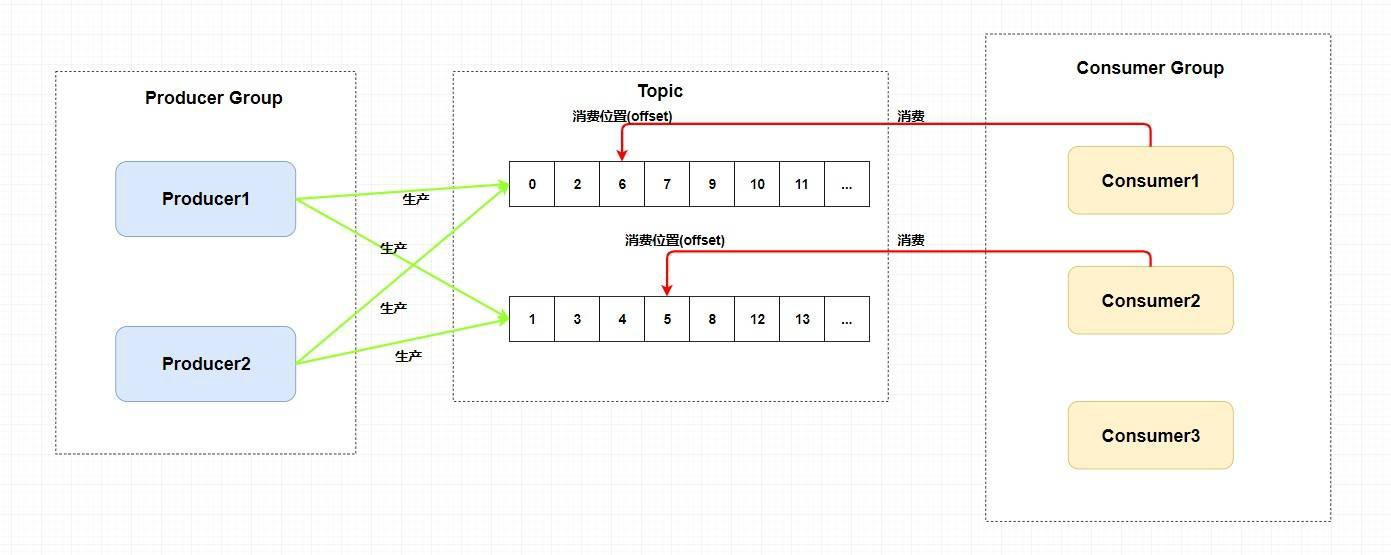 Producer Group
Producer1
Producer2
生产
生产
生产
生产
Topic
消费位置(offset)
0 2 6 7 9 10 11 ...
消费位置(offset)
1 3 4 5 8 12 13 ...
消费
消费
Consumer Group
Consumer1
Consumer2
Consumer3